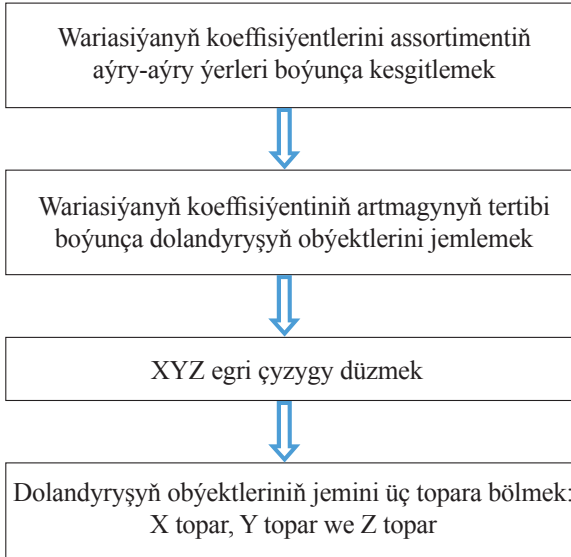 Wariasiýanyň koeffisiýentlerini assortimentiň
aýry-aýry ýerleri boýunça kesgitlemek
Wariasiýanyň koeffisiýentiniň artmagynyň tertibi
boýunça dolandyryşyň obýektlerini jemlemek
XYZ egri çyzygy düzmek
Dolandyryşyň obýektleriniň jemini üç topara bölmek:
X topar, Y topar we Z topar